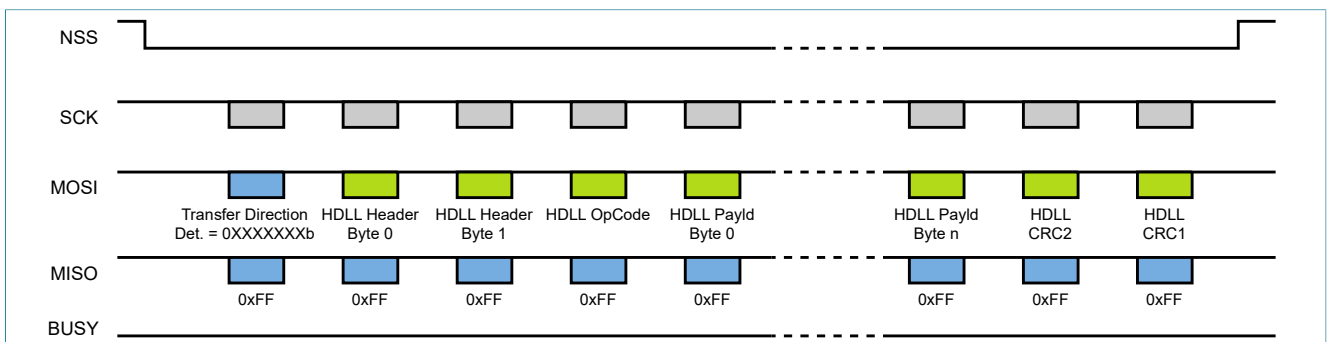 NSS
SCK
MOSI
Transfer Direction HDLL Header HDLL Header HDLL OpCode HDLL Payld HDLL Payld HDLL HDLL
Det. = 0XXXXXXXb Byte 0 Byte 1 Byte 0 Byte n CRC2 CRC1
MISO
0xFF 0xFF 0xFF 0xFF 0xFF 0xFF 0xFF 0xFF
BUSY